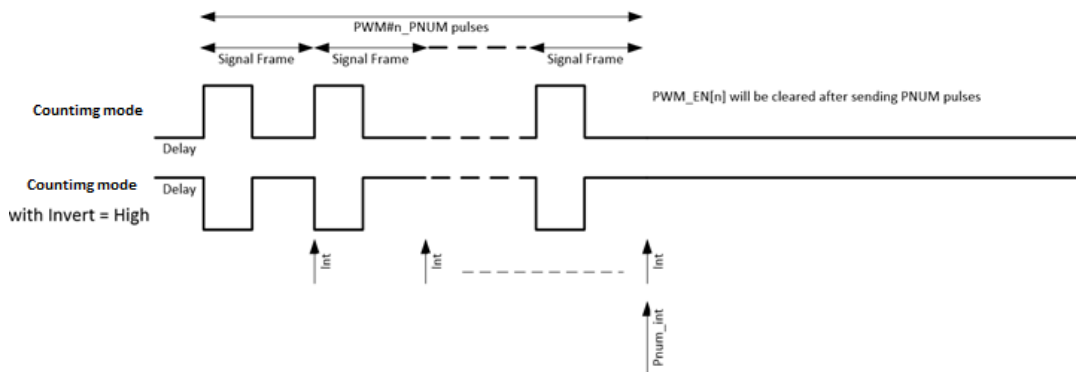 PWM#n_PNUM pulses
Signal Frame
Signal Frame
Signal Frame
Countimg mode
PWM_EN[n] will be cleared after sending PNUM pulses
Delay
Countimg mode
Delay
with Invert = High
Int
Int
Int
Pnum_int